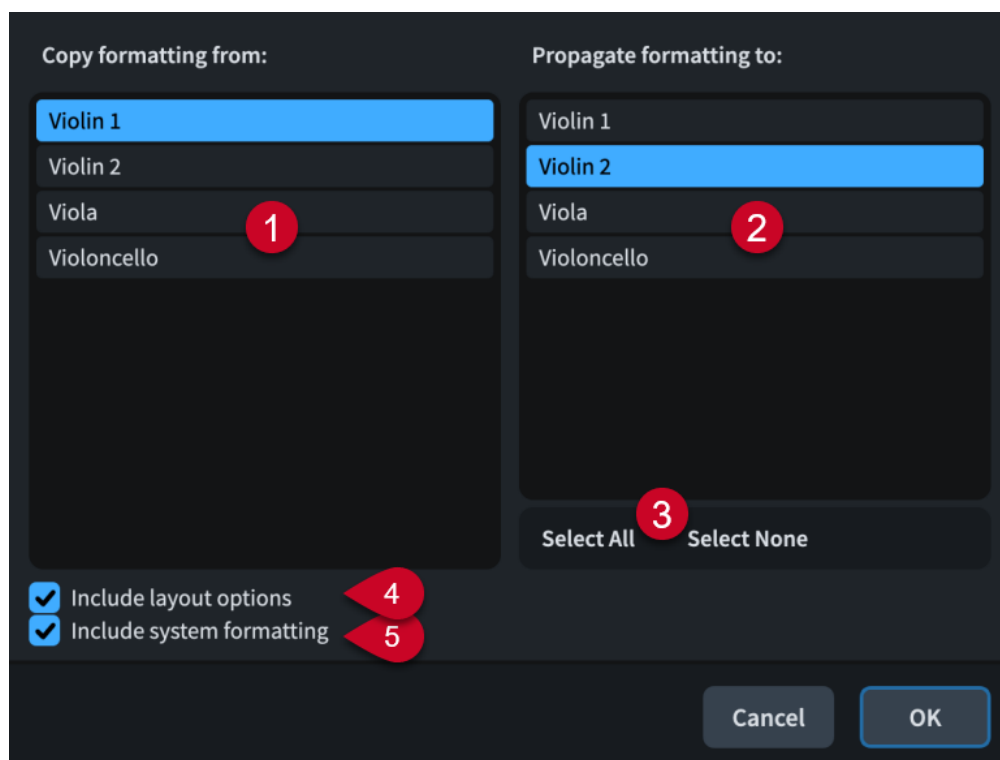 Copy formatting from:
Violin 1
Violin 2
Viola
Violoncello
1
Propagate formatting to:
Violin 1
Violin 2
Viola
Violoncello
2
Select All
3
Select None
Include layout options
4
Include system formatting
5
Cancel
OK